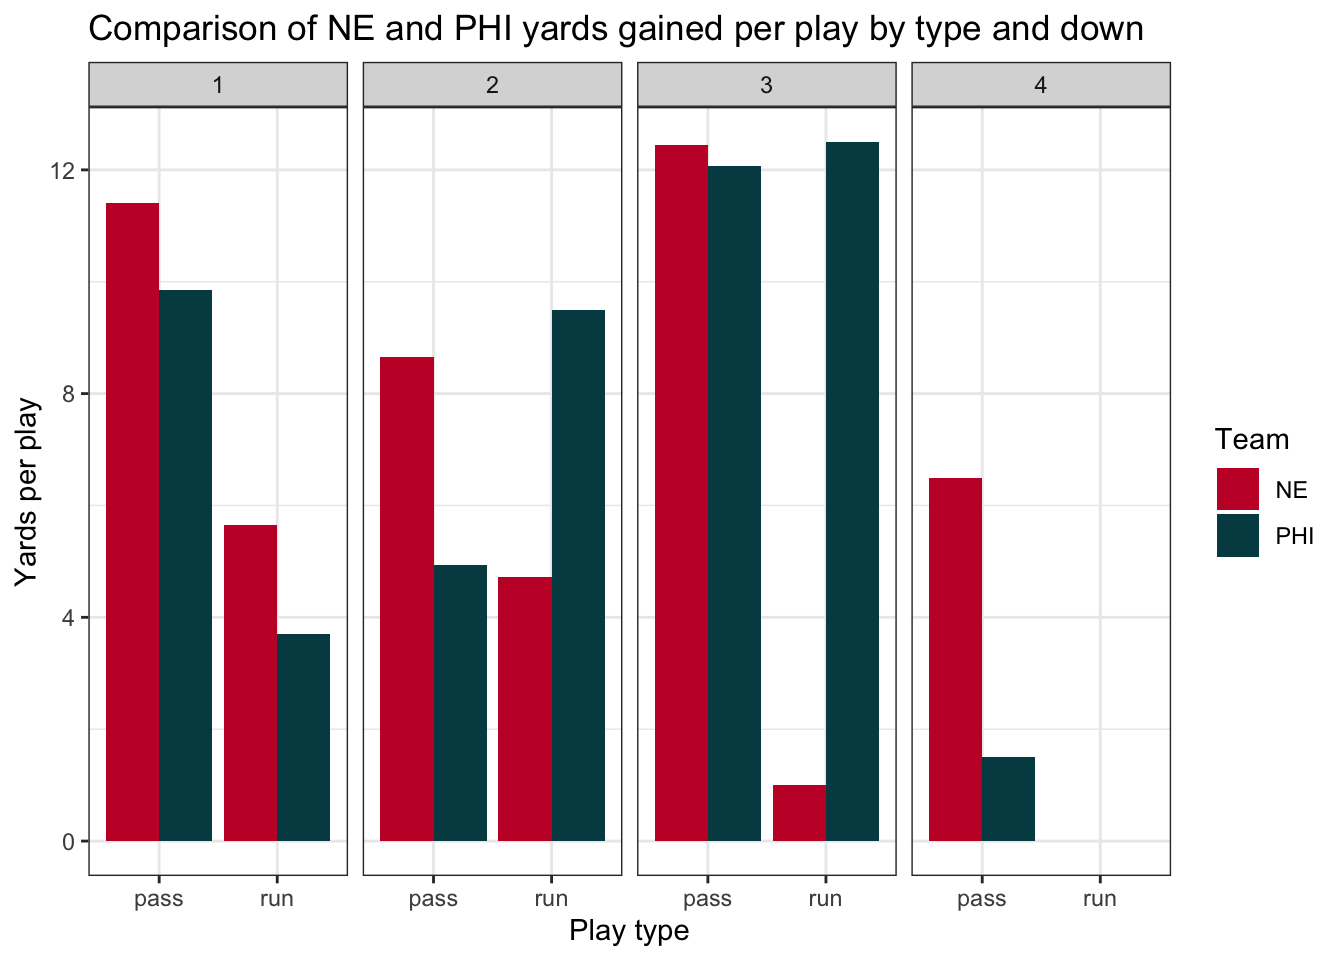 Comparison of NE and PHI yards gained per play by type and down
1 2 3 4
12
8
4
0
Yards per play
pass run pass run pass run pass run
Play type
Team
NE
PHI